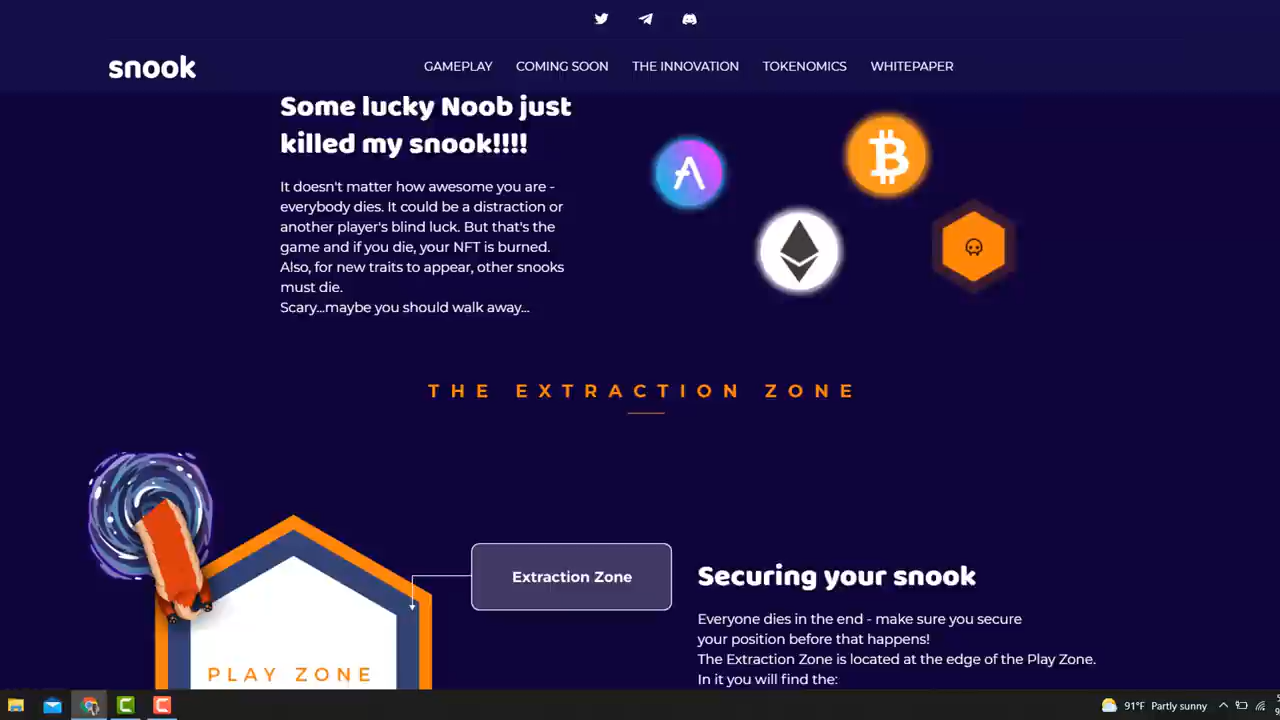 snook
GAMEPLAY
COMING SOON
THE INNOVATION
TOKENOMICS
WHITEPAPER
Some lucky Noob just
killed my snook!!!!
It doesn't matter how awesome you are -
everybody dies. It could be a distraction or
another player's blind luck. But that's the
game and if you die, your NFT is burned.
Also, for new traits to appear, other snooks
must die.
Scary...maybe you should walk away...
THE EXTRACTION ZONE
Extraction Zone
PLAY ZONE
Securing your snook
Everyone dies in the end - make sure you secure
your position before that happens!
The Extraction Zone is located at the edge of the Play Zone.
In it you will find the:
91°F Partly sunny